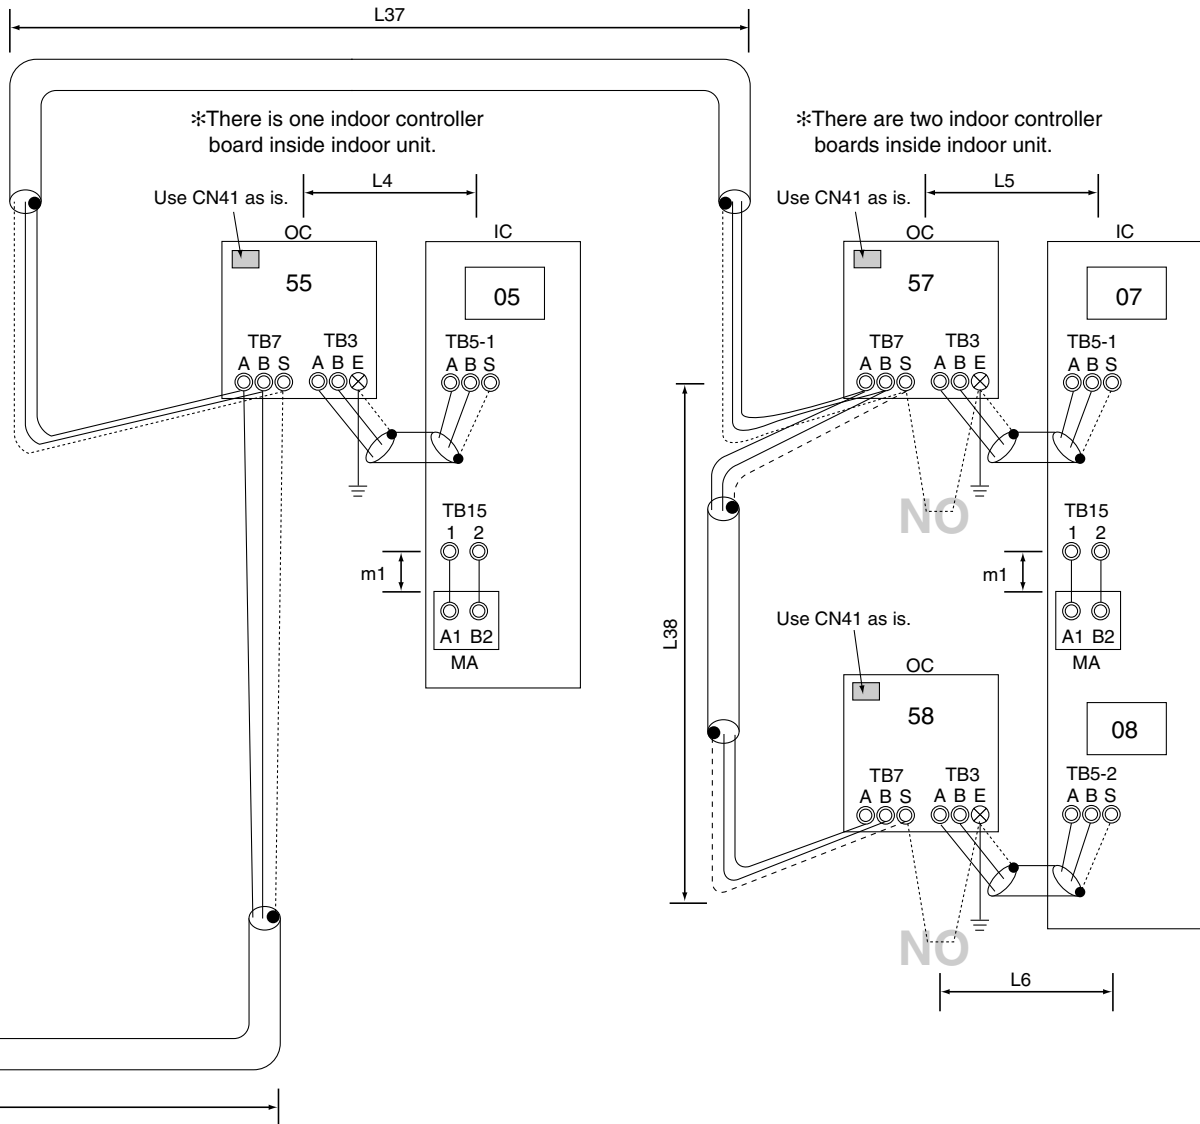 L37
✻There is one indoor controller
board inside indoor unit.
✻There are two indoor controller
boards inside indoor unit.
L4
L5
Use CN41 as is.
Use CN41 as is.
OC
IC
OC
IC
55
05
57
07
TB7
TB3
TB5-1
TB7
TB3
TB5-1
A B S
A B E
A B S
A B S
A B E
A B S
NO
TB15
1 2
TB15
1 2
m1
m1
A1 B2
MA
A1 B2
MA
L38
Use CN41 as is.
OC
58
08
TB7
TB3
TB5-2
A B S
A B E
A B S
NO
L6